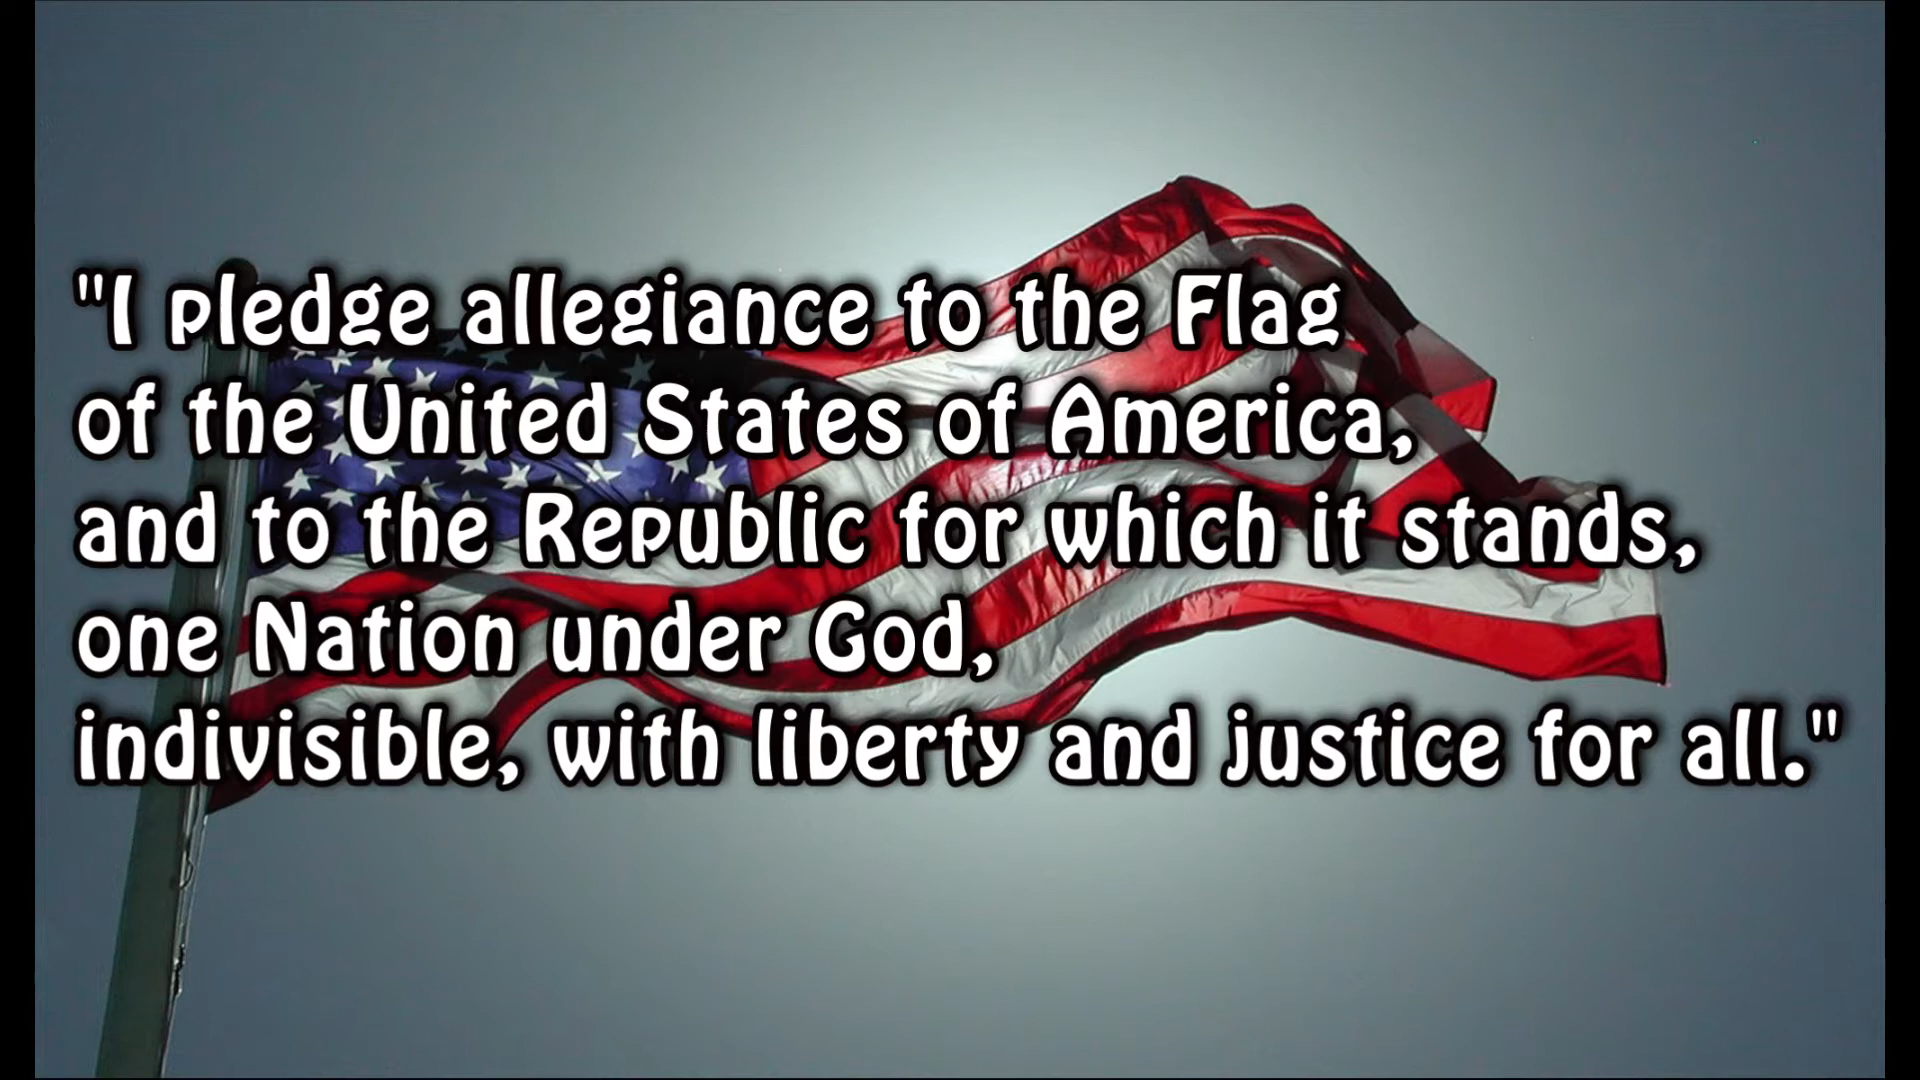 "I pledge allegiance to the Flag
of the United States of America,
and to the Republic for which it stands,
one Nation under God,
indivisible, with liberty and justice for all."